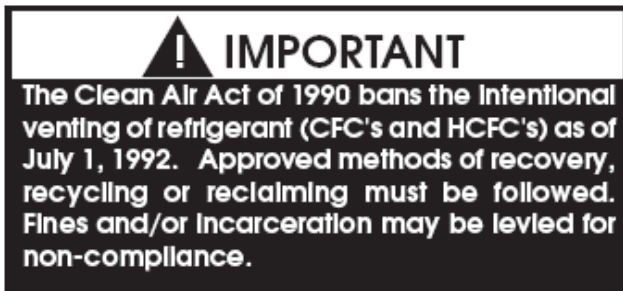 ! IMPORTANT
The Clean Air Act of 1990 bans the intentional
venting of refrigerant (CFC's and HCFC's) as of
July 1, 1992. Approved methods of recovery,
recycling or reclaiming must be followed.
Fines and/or incarceration may be levied for
non-compliance.